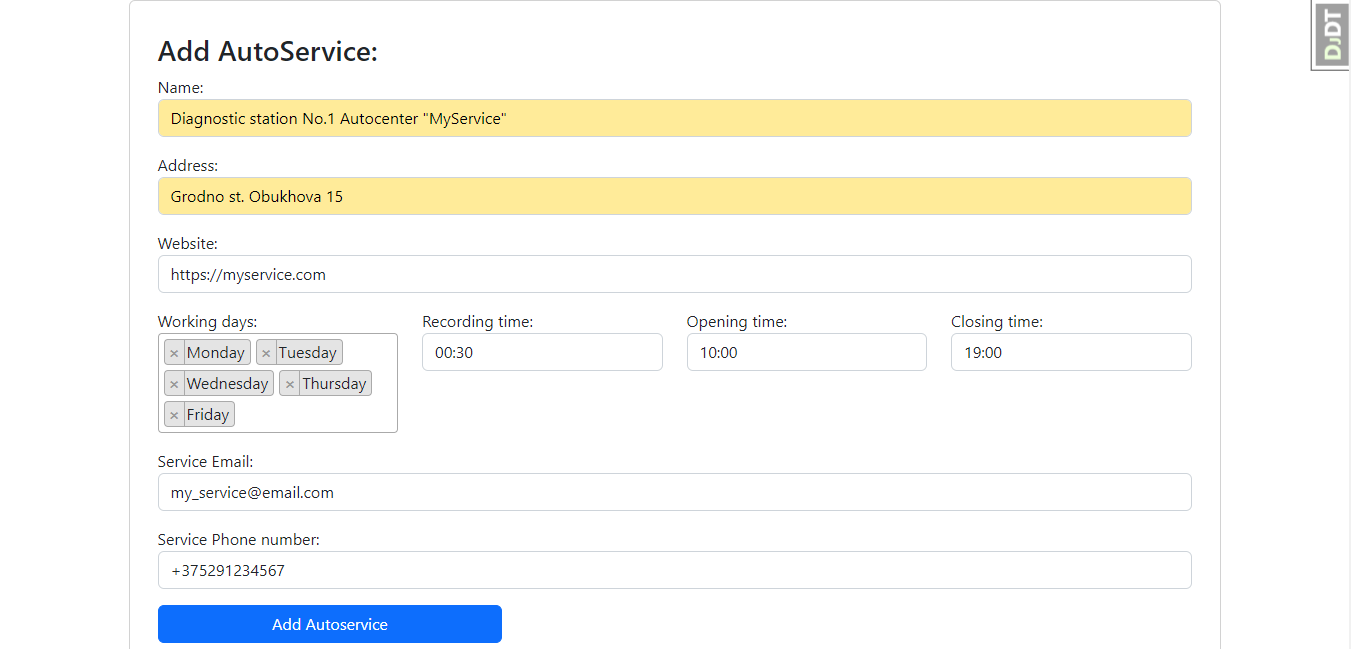 Add AutoService:
DJDT
Name:
Diagnostic station No.1 Autocenter "MyService"
Address:
Grodno st. Obukhova 15
Website:
https://myservice.com
Working days: Recording time: Opening time: Closing time:
× Monday × Tuesday 00:30 10:00 19:00
× Wednesday × Thursday
× Friday
Service Email:
my_service@email.com
Service Phone number:
+375291234567
Add Autoservice